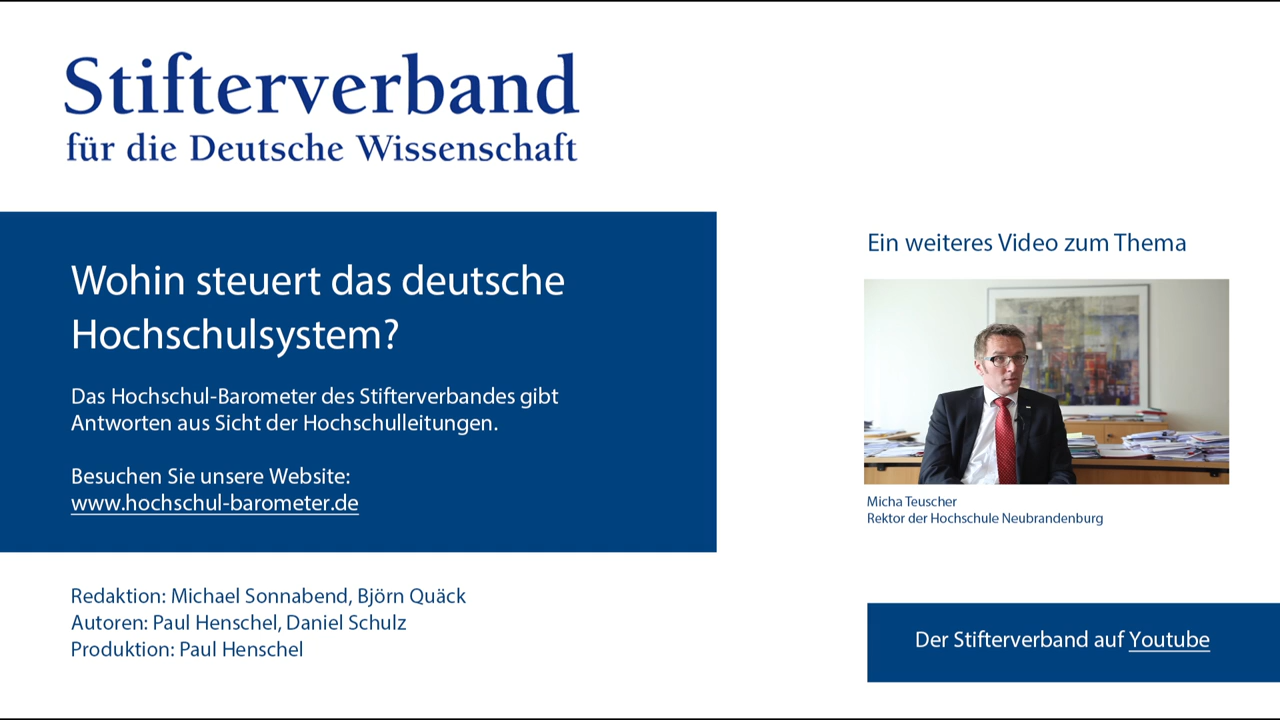 Stifterverband
für die Deutsche Wissenschaft
Wohin steuert das deutsche
Hochschulsystem?
Das Hochschul-Barometer des Stifterverbandes gibt
Antworten aus Sicht der Hochschulleitungen.
Besuchen Sie unsere Website:
www.hochschul-barometer.de
Redaktion: Michael Sonnabend, Björn Quäck
Autoren: Paul Henschel, Daniel Schulz
Produktion: Paul Henschel
Ein weiteres Video zum Thema
Micha Teuscher
Rektor der Hochschule Neubrandenburg
Der Stifterverband auf Youtube